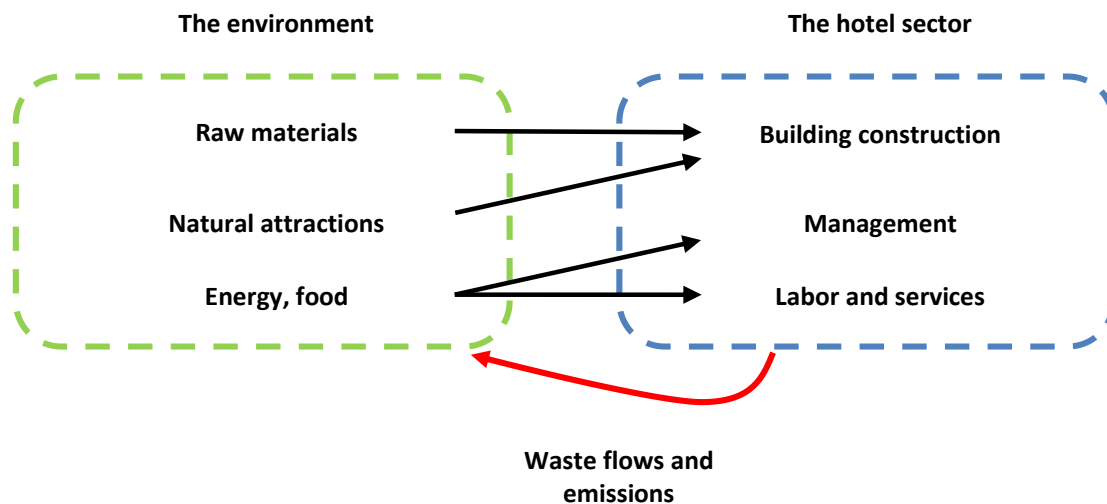 The environment
The hotel sector
Raw materials
Building construction
Natural attractions
Management
Energy, food
Labor and services
Waste flows and
emissions